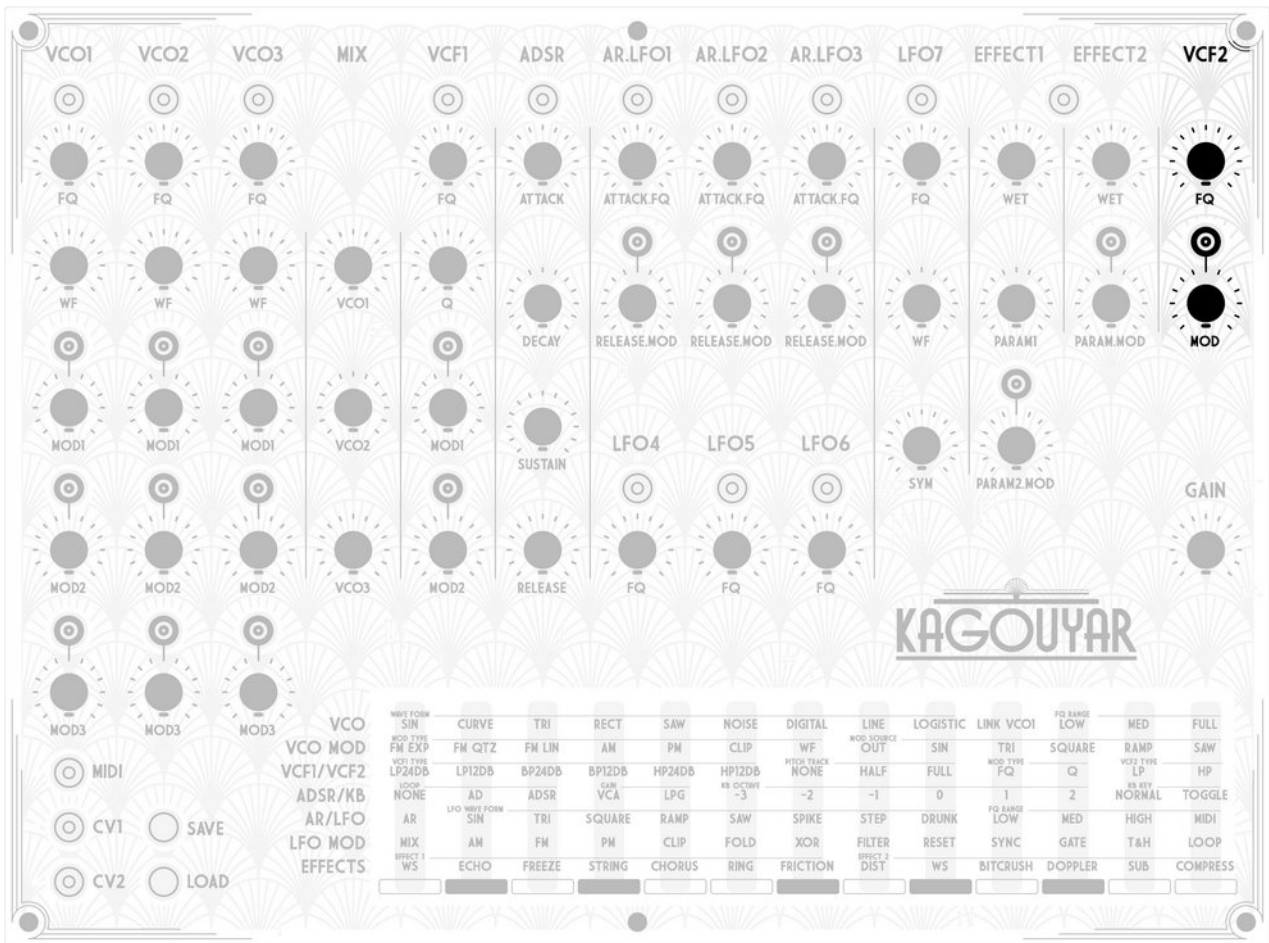 VCO1 VCO2 VCO3 MIX VCF1 ADSR AR.LFO1 AR.LFO2 AR.LFO3 LFO7 EFFECT1 EFFECT2 VCF2
FQ FQ FQ FQ ATTACK ATTACK.FQ ATTACK.FQ ATTACK.FQ FQ WET WET FQ
WF WF WF VCO1 Q
DECAY RELEASE.MOD RELEASE.MOD RELEASE.MOD WF PARAM1 PARAM.MOD MOD
MOD1 MOD1 MOD1 VCO2 MOD1
SUSTAIN LFO4 LFO5 LFO6
SYM PARAM2.MOD
GAIN
MOD2 MOD2 MOD2 VCO3 MOD2 RELEASE FQ FQ FQ
KAGOUYAR
MOD3 MOD3 MOD3
WAVE FORM FQ RANGE
VCO SIN CURVE TRI RECT SAW NOISE DIGITAL LINE LOGISTIC LINK VCO1 LOW MED FULL
MOD TYPE MOD SOURCE
VCO MOD FM EXP FM QTZ FM LIN AM PM CLIP WF OUT SIN TRI SQUARE RAMP SAW
VCF1 TYPE PITCH TRACK MOD TYPE VCF2 TYPE
VCF1/VCF2 LP24DB LP12DB BP24DB BP12DB HP24DB HP12DB NONE HALF FULL FQ Q LP HP
LOOP GAIN KB OCTAVE KB KEY
ADSR/KB NONE AD ADSR VCA LPG -3 -2 -1 0 1 2 NORMAL TOGGLE
LFO WAVE FORM FQ RANGE
AR/LFO AR SIN TRI SQUARE RAMP SAW SPIKE STEP DRUNK LOW MED HIGH MIDI
LFO MOD MIX AM FM PM CLIP FOLD XOR FILTER RESET SYNC GATE T&H LOOP
EFFECT 1 EFFECT 2
EFFECTS WS ECHO FREEZE STRING CHORUS RING FRICTION DIST WS BITCRUSH DOPPLER SUB COMPRESS
MIDI
CV1 SAVE
CV2 LOAD